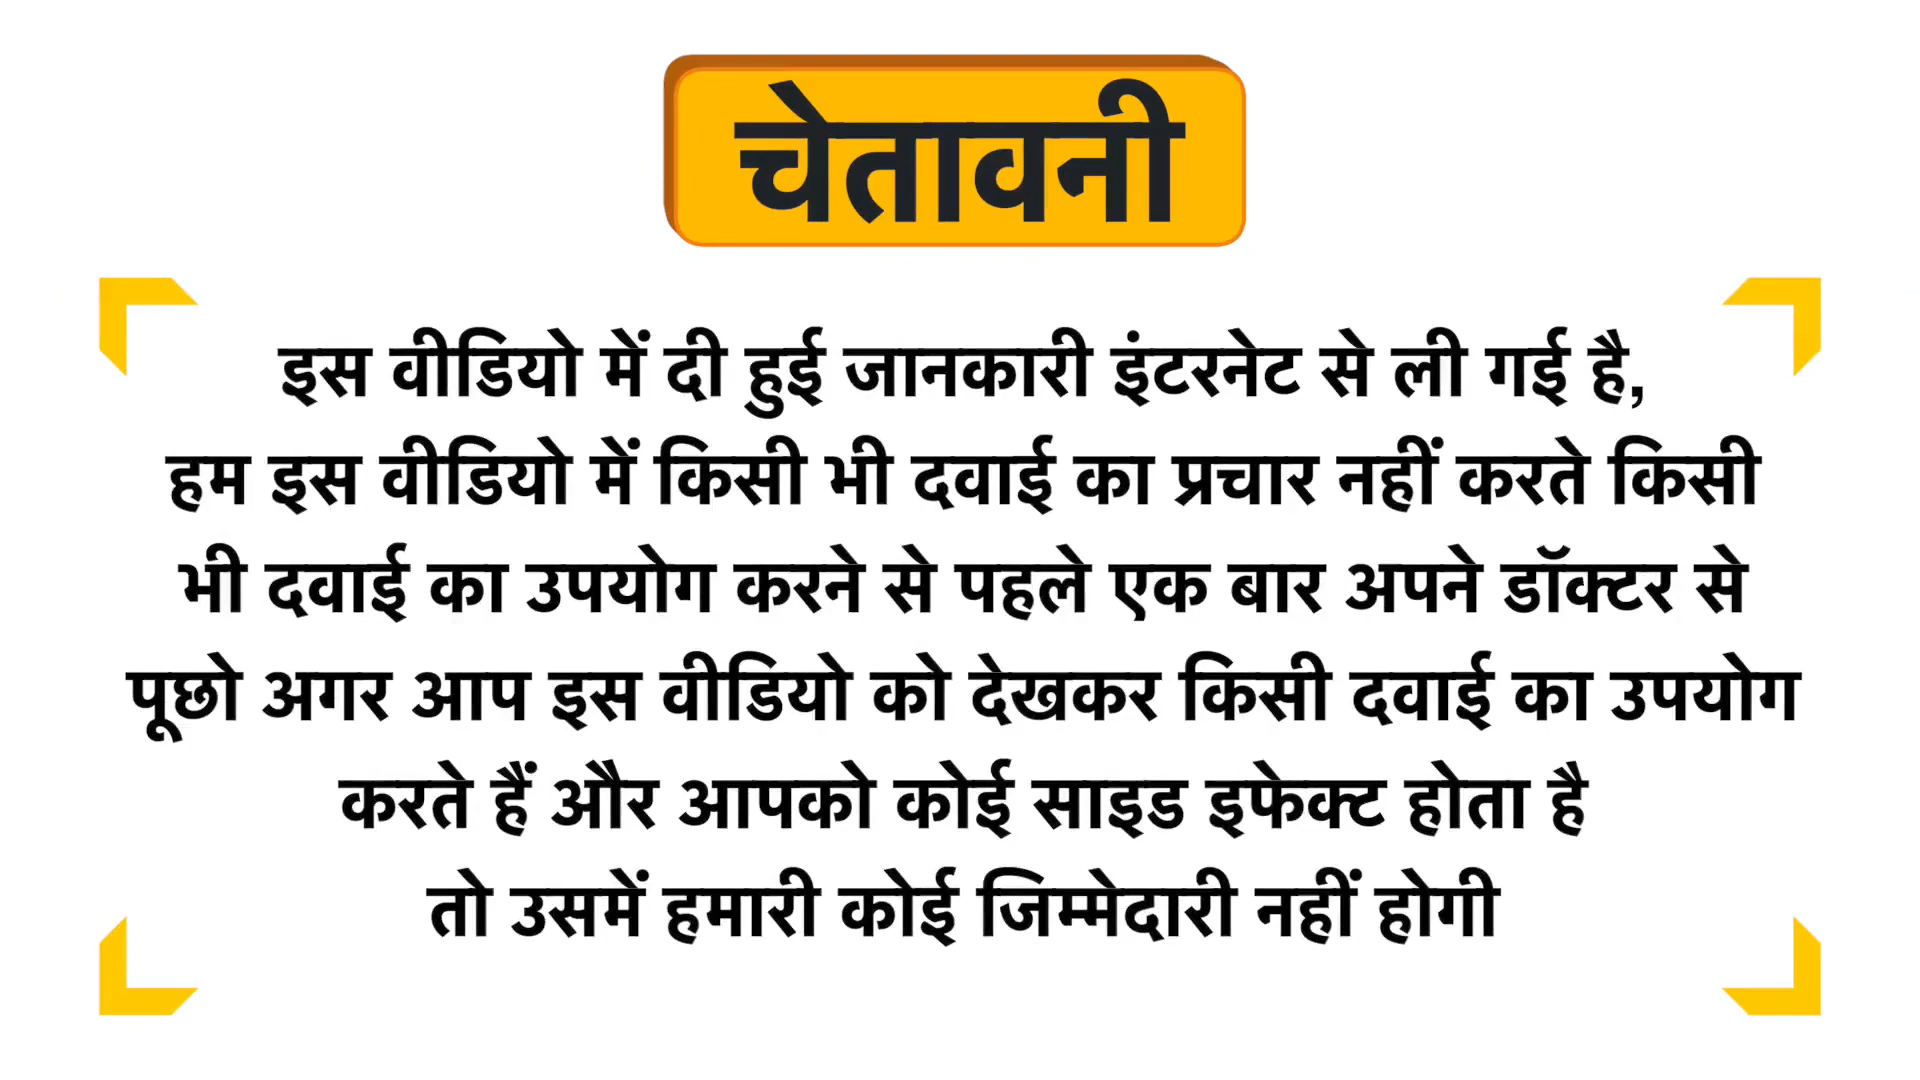 चेतावनी
इस वीडियो में दी हुई जानकारी इंटरनेट से ली गई है,
हम इस वीडियो में किसी भी दवाई का प्रचार नहीं करते किसी
भी दवाई का उपयोग करने से पहले एक बार अपने डॉक्टर से
पूछो अगर आप इस वीडियो को देखकर किसी दवाई का उपयोग
करते हैं और आपको कोई साइड इफेक्ट होता है
तो उसमें हमारी कोई जिम्मेदारी नहीं होगी